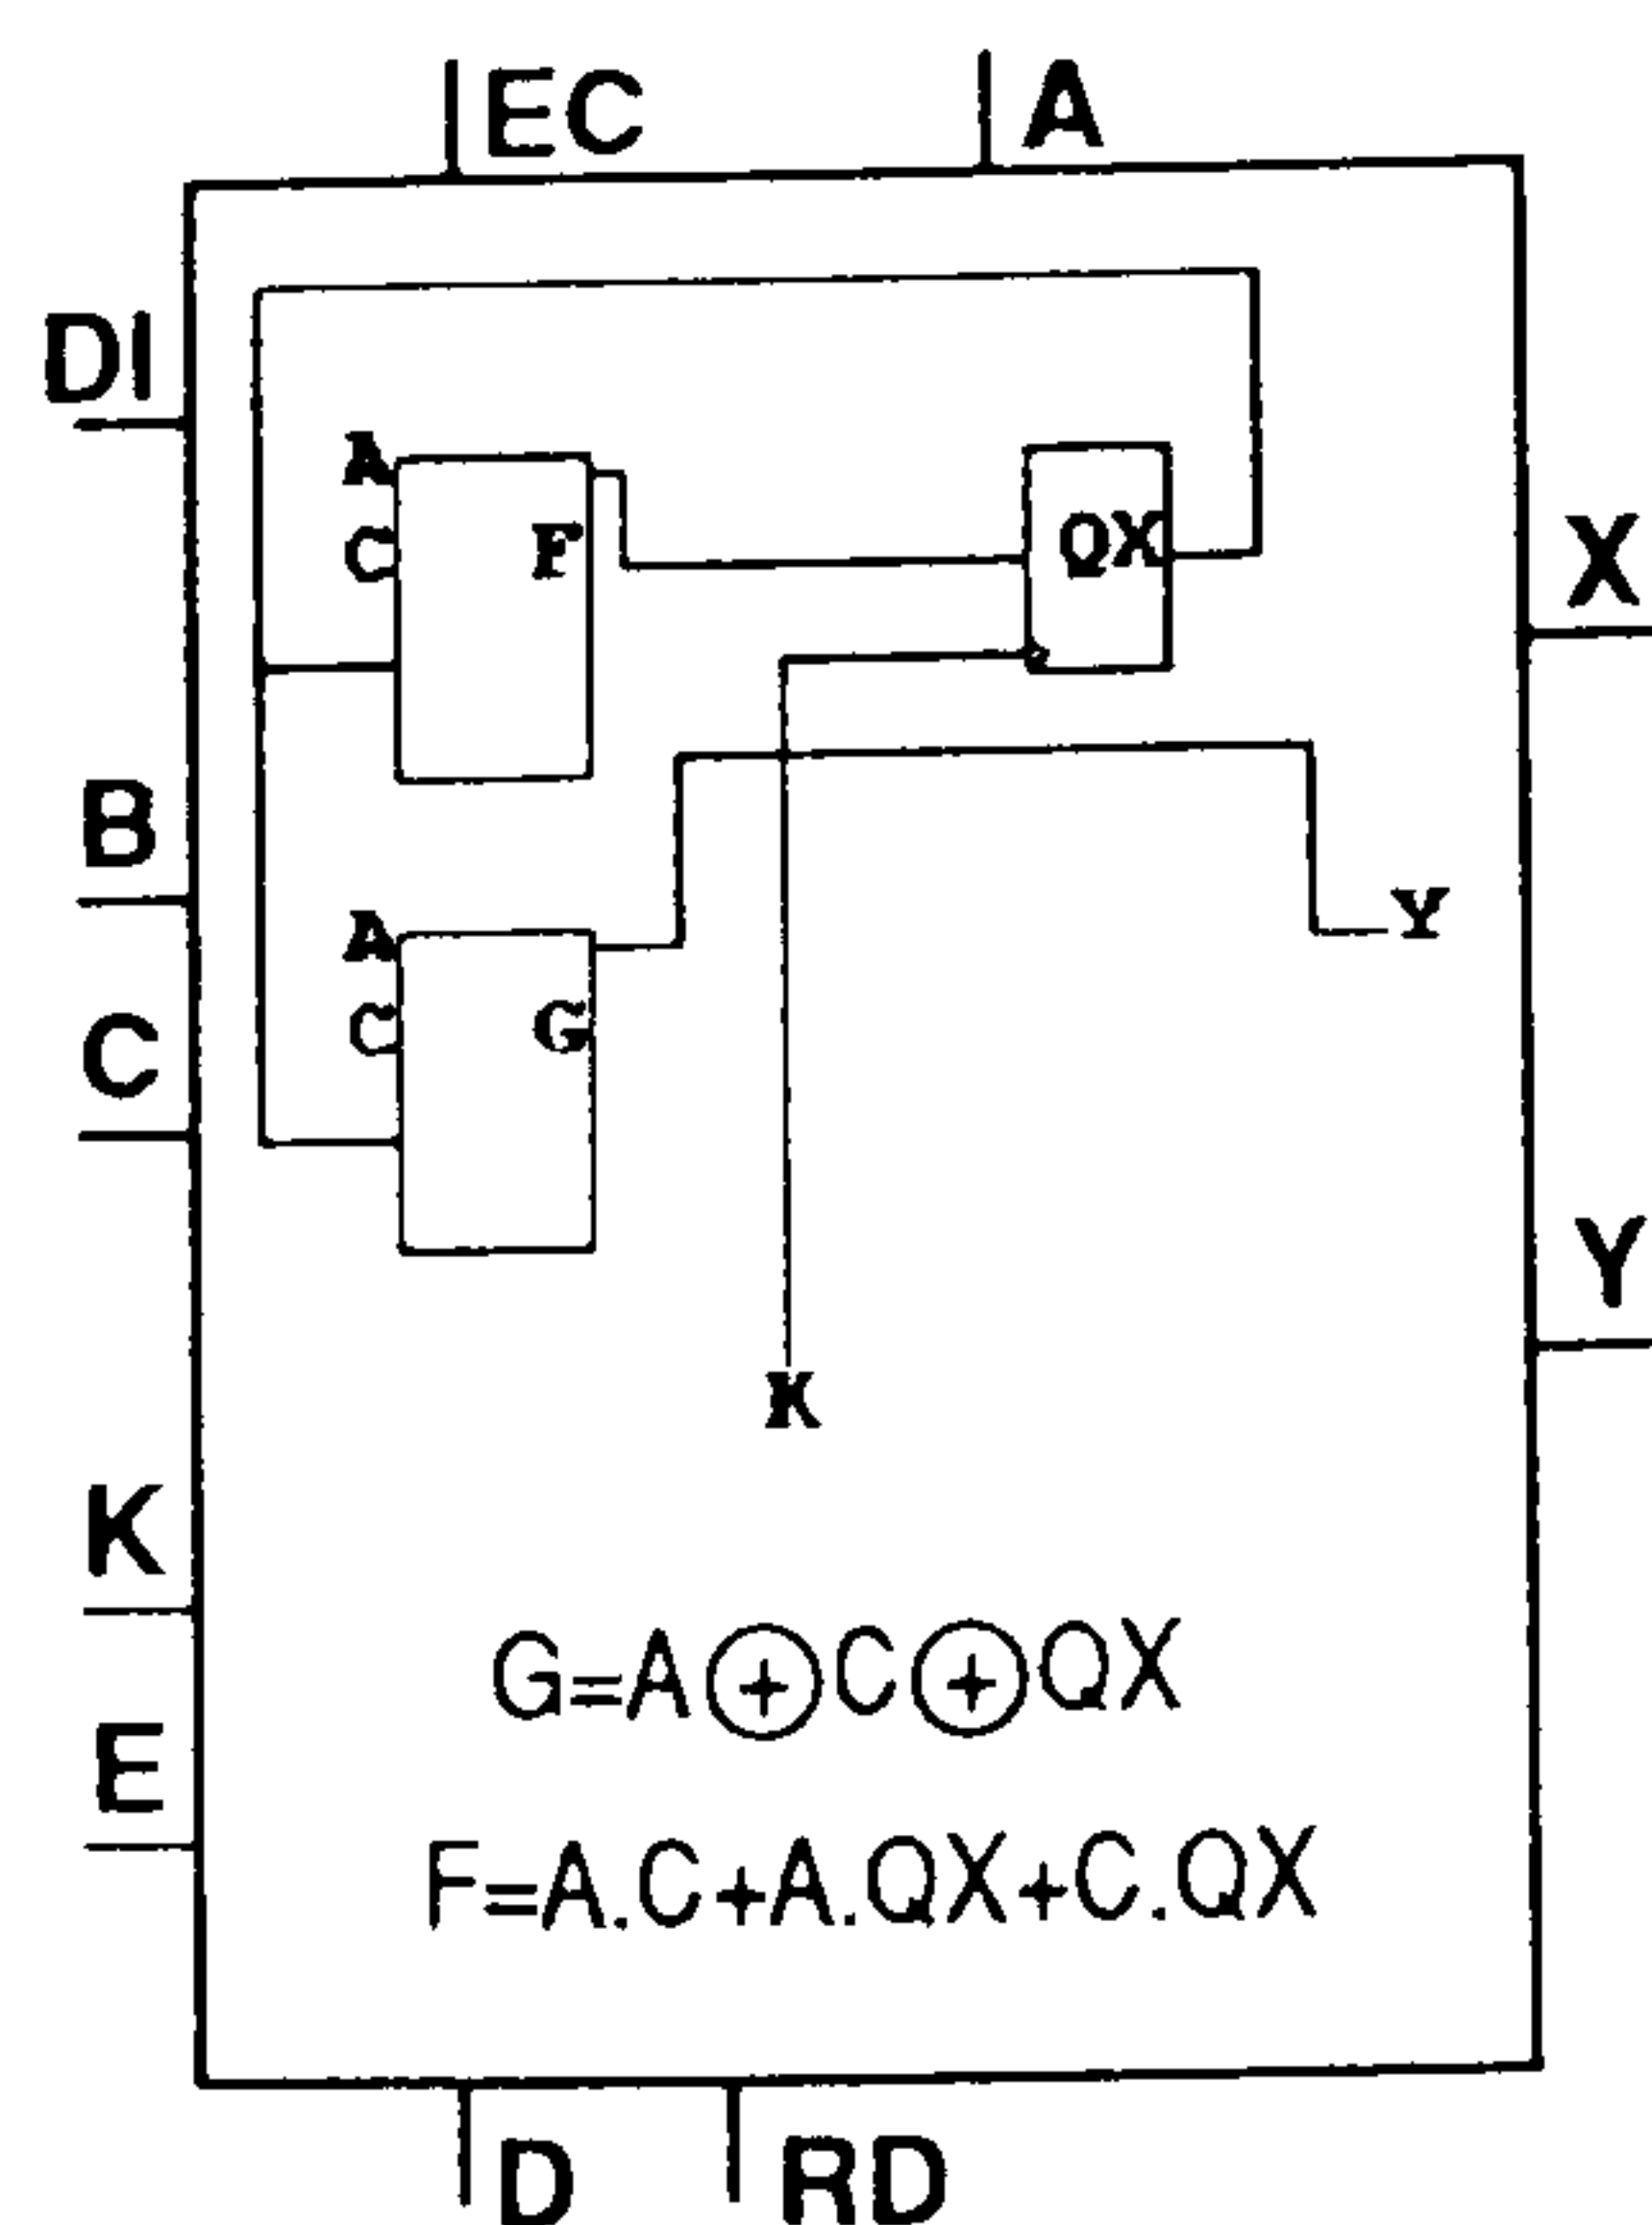 EC A
DI
A
C F QX
X
B
Y
A
C G
C
Y
K
K
G=A⊕C⊕QX
E
F=A.C+A.QX+C.QX
D RD